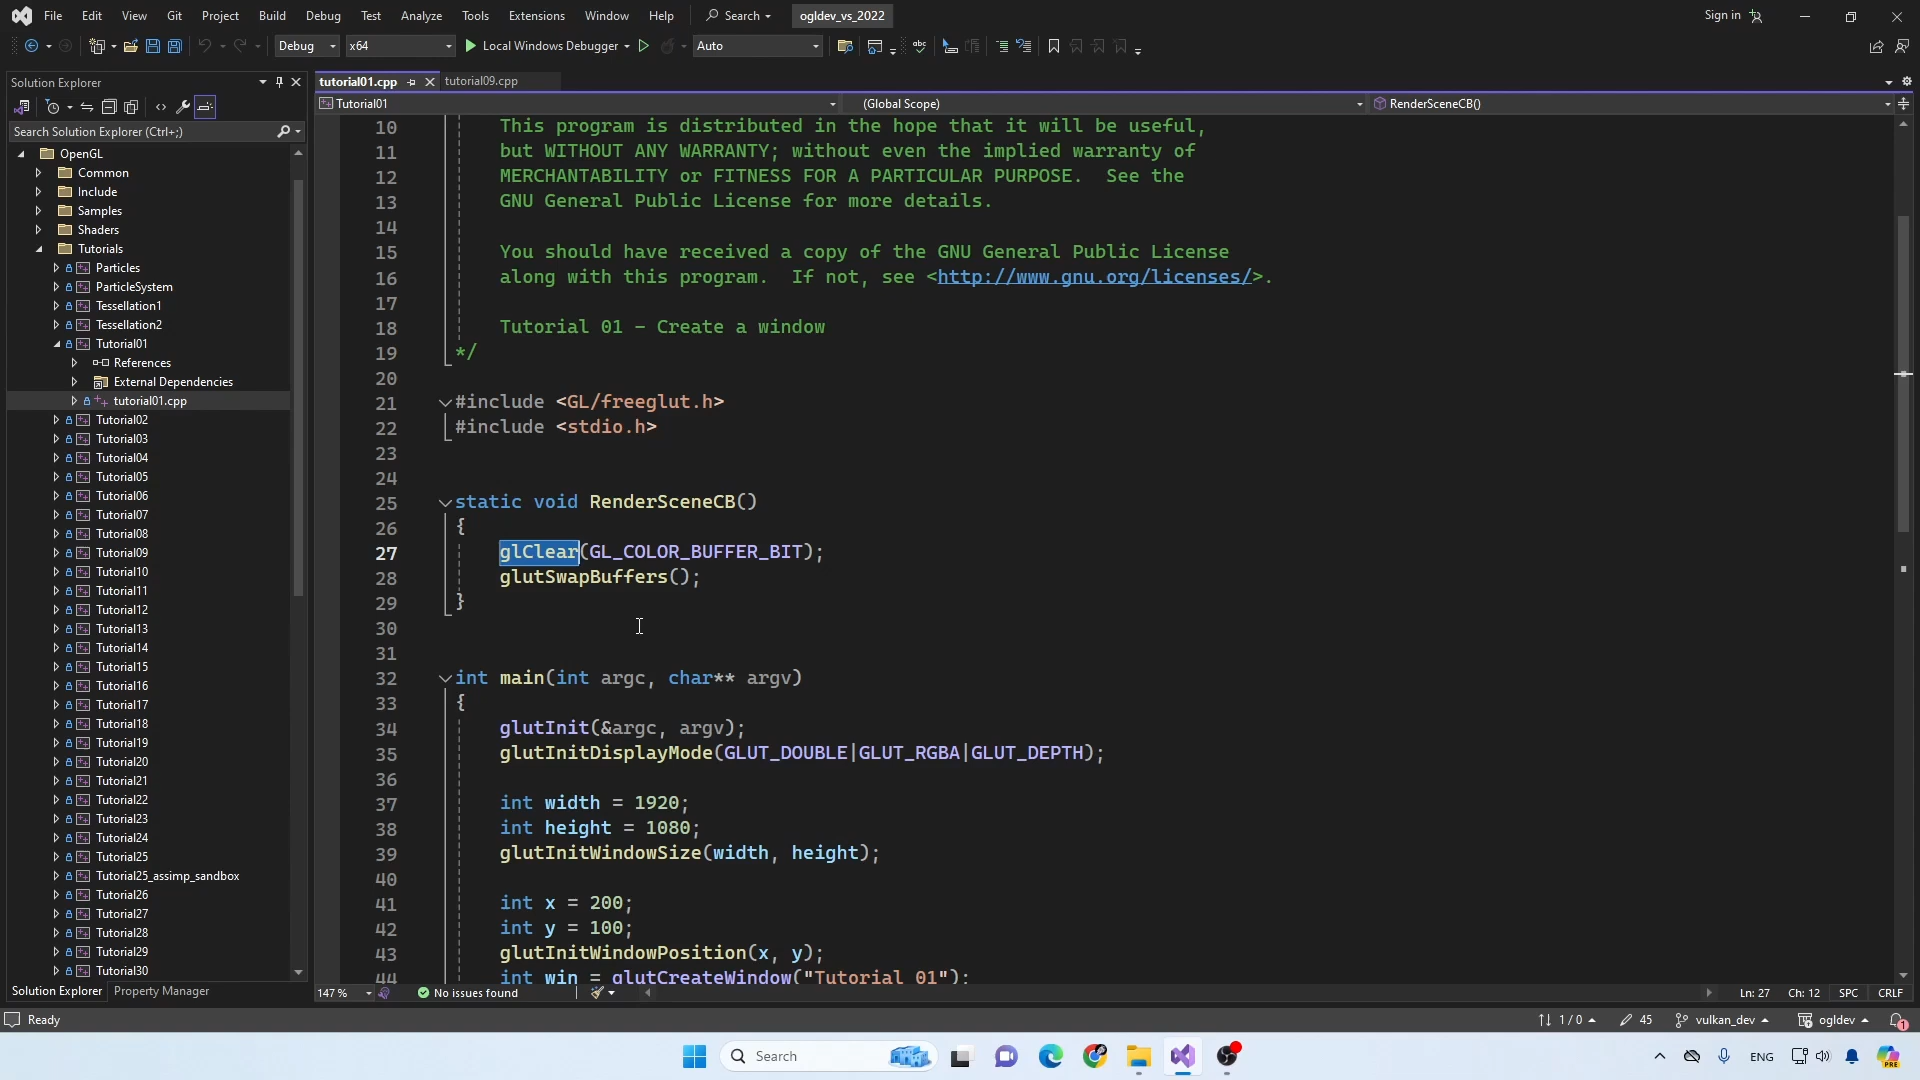 File Edit View Git Project Build Debug Test Analyze Tools Extensions Window Help Search ogldev_vs_2022 Sign in
Debug x64 Local Windows Debugger Auto
Solution Explorer
Search Solution Explorer (Ctrl+;)
OpenGL
Common
Include
Samples
Shaders
Tutorials
Particles
ParticleSystem
Tessellation1
Tessellation2
Tutorial01
References
External Dependencies
tutorial01.cpp
Tutorial02
Tutorial03
Tutorial04
Tutorial05
Tutorial06
Tutorial07
Tutorial08
Tutorial09
Tutorial10
Tutorial11
Tutorial12
Tutorial13
Tutorial14
Tutorial15
Tutorial16
Tutorial17
Tutorial18
Tutorial19
Tutorial20
Tutorial21
Tutorial22
Tutorial23
Tutorial24
Tutorial25
Tutorial25_assimp_sandbox
Tutorial26
Tutorial27
Tutorial28
Tutorial29
Tutorial30
Solution Explorer Property Manager
tutorial01.cpp tutorial09.cpp
Tutorial01 (Global Scope) RenderSceneCB()
10 This program is distributed in the hope that it will be useful,
11 but WITHOUT ANY WARRANTY; without even the implied warranty of
12 MERCHANTABILITY or FITNESS FOR A PARTICULAR PURPOSE. See the
13 GNU General Public License for more details.
14
15 You should have received a copy of the GNU General Public License
16 along with this program. If not, see <http://www.gnu.org/licenses/>.
17
18 Tutorial 01 - Create a window
19 */
20
21 #include <GL/freeglut.h>
22 #include <stdio.h>
23
24
25 static void RenderSceneCB()
26 {
27 glClear(GL_COLOR_BUFFER_BIT);
28 glutSwapBuffers();
29 }
30
31
32 int main(int argc, char** argv)
33 {
34 glutInit(&argc, argv);
35 glutInitDisplayMode(GLUT_DOUBLE|GLUT_RGBA|GLUT_DEPTH);
36
37 int width = 1920;
38 int height = 1080;
39 glutInitWindowSize(width, height);
40
41 int x = 200;
42 int y = 100;
43 glutInitWindowPosition(x, y);
44 int win = glutCreateWindow("Tutorial 01");
147 % No issues found Ln: 27 Ch: 12 SPC CRLF
Ready 1 / 0 45 vulkan_dev ogldev 1
Search ENG PRE